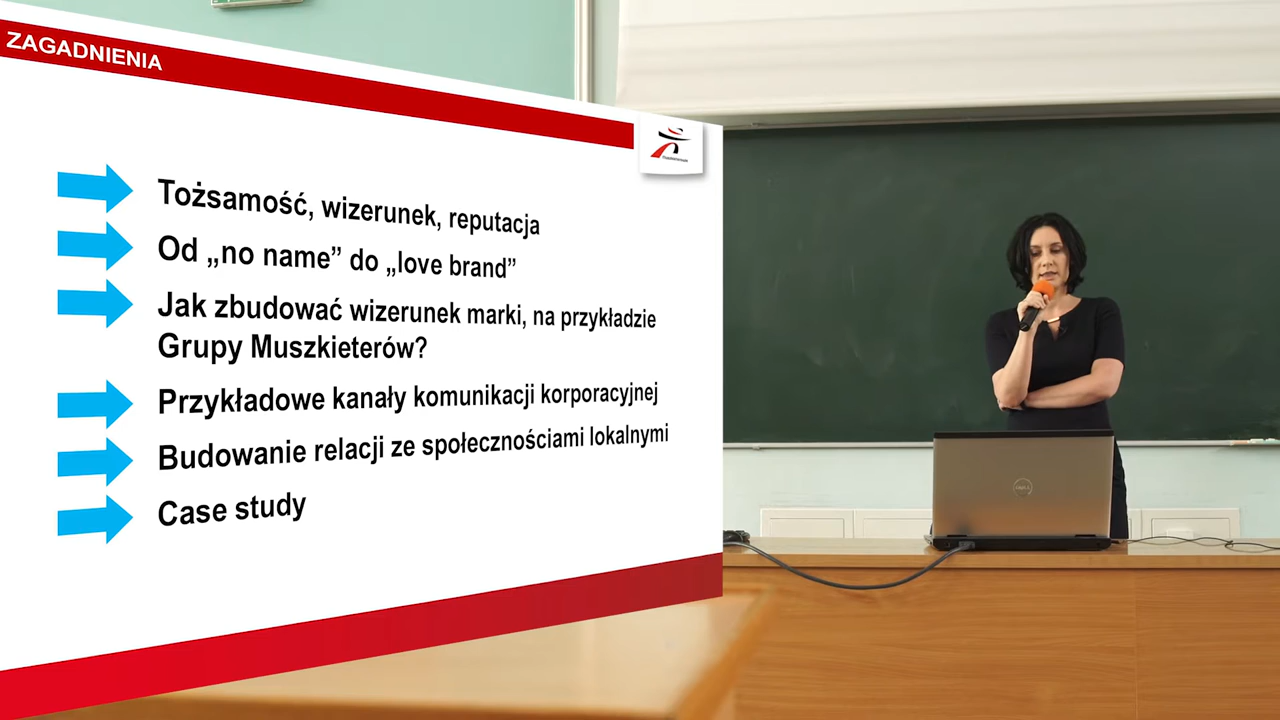 ZAGADNIENIA
Tożsamość, wizerunek, reputacja
Od „no name” do „love brand”
Jak zbudować wizerunek marki, na przykładzie
Grupy Muszkieterów?
Przykładowe kanały komunikacji korporacyjnej
Budowanie relacji ze społecznościami lokalnymi
Case study